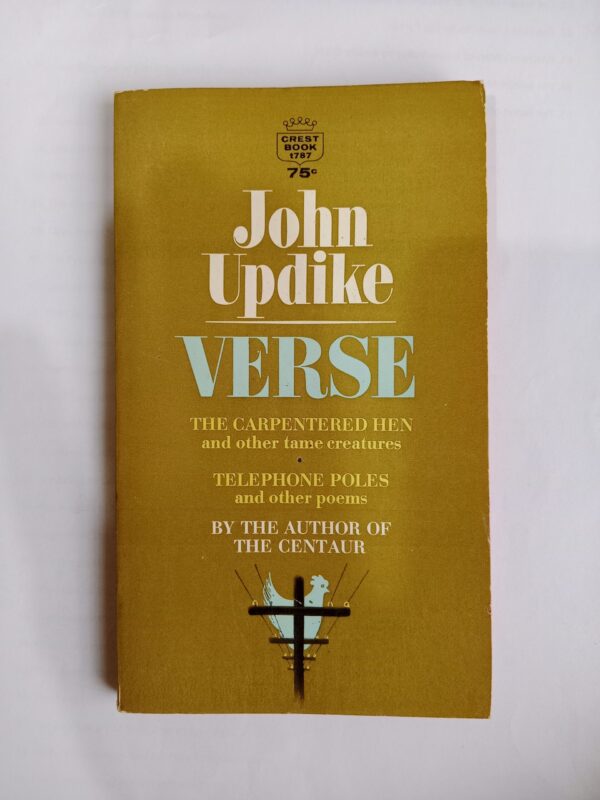 CREST
BOOK
t787
75c
John
Updike
VERSE
THE CARPENTERED HEN
and other tame creatures
•
TELEPHONE POLES
and other poems
BY THE AUTHOR OF
THE CENTAUR